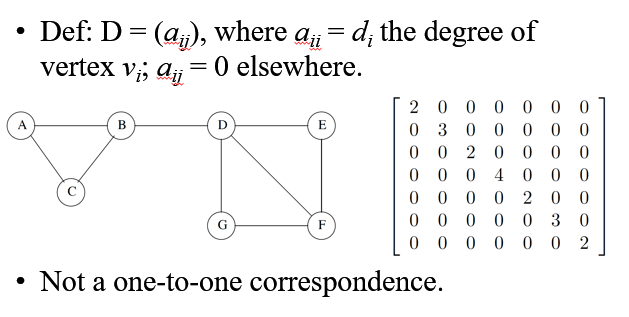 • Def: D = (aᵢⱼ), where aᵢᵢ = dᵢ the degree of
vertex vᵢ; aᵢⱼ = 0 elsewhere.
A B D E
C
G F
2 0 0 0 0 0 0
0 3 0 0 0 0 0
0 0 2 0 0 0 0
0 0 0 4 0 0 0
0 0 0 0 2 0 0
0 0 0 0 0 3 0
0 0 0 0 0 0 2
• Not a one-to-one correspondence.